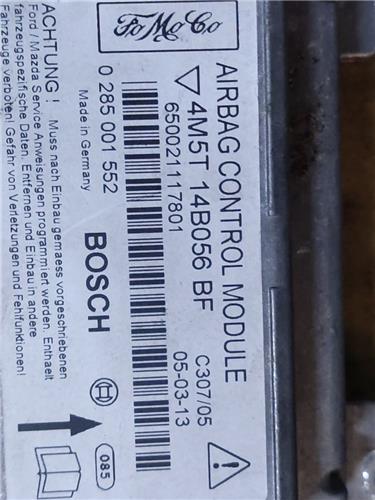 FoMoCo
AIRBAG CONTROL MODULE
4M5T 14B056 BF
650021117801
C307/05
05-03-13
0 285 001 552
Made in Germany
BOSCH
085
ACHTUNG ! Muss nach Einbau gemaess vorgeschriebenen
Ford / Mazda Service Anweisungen programmiert werden. Enthaelt
fahrzeugspezifische Daten. Entfernen und Einbau in andere
Fahrzeuge verboten! Gefahr von Verletzungen und Fehlfunktionen!